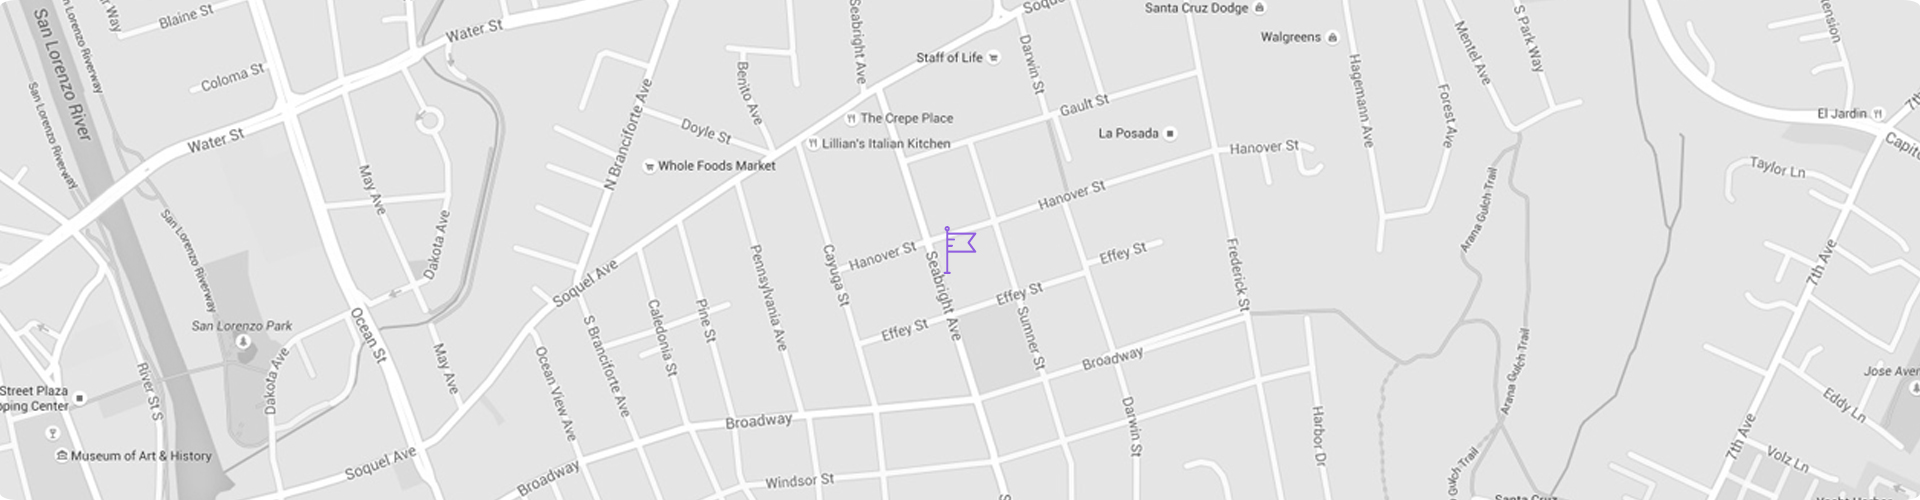 San Lorenzo River
San Lorenzo Riverway
San Lorenzo Riverway
Blaine St
Coloma St
Water St
Water St
Seabright Ave
Santa Cruz Dodge
Walgreens
Staff of Life
Darwin St
Gault St
Benito Ave
N Branciforte Ave
Doyle St
The Crepe Place
Lillian's Italian Kitchen
Whole Foods Market
La Posada
Hanover St
Hanover St
Hanover St
Hagemann Ave
Forest Ave
Mentel Ave
S Park Way
El Jardin
Taylor Ln
May Ave
Dakota Ave
San Lorenzo Riverway
San Lorenzo Park
Ocean St
Soquel Ave
Pennsylvania Ave
Cayuga St
Seabright Ave
Effey St
Effey St
Effey St
Sumner St
Frederick St
Arana Gulch Trail
Arana Gulch Trail
7th Ave
7th Ave
S Branciforte Ave
Caledonia St
Pine St
Ocean View Ave
May Ave
Dakota Ave
River St S
Street Plaza
Museum of Art & History
Soquel Ave
Broadway
Broadway
Broadway
Windsor St
Darwin St
Harbor Dr
Gulch Trail
Santa Cruz
Eddy Ln
Volz Ln